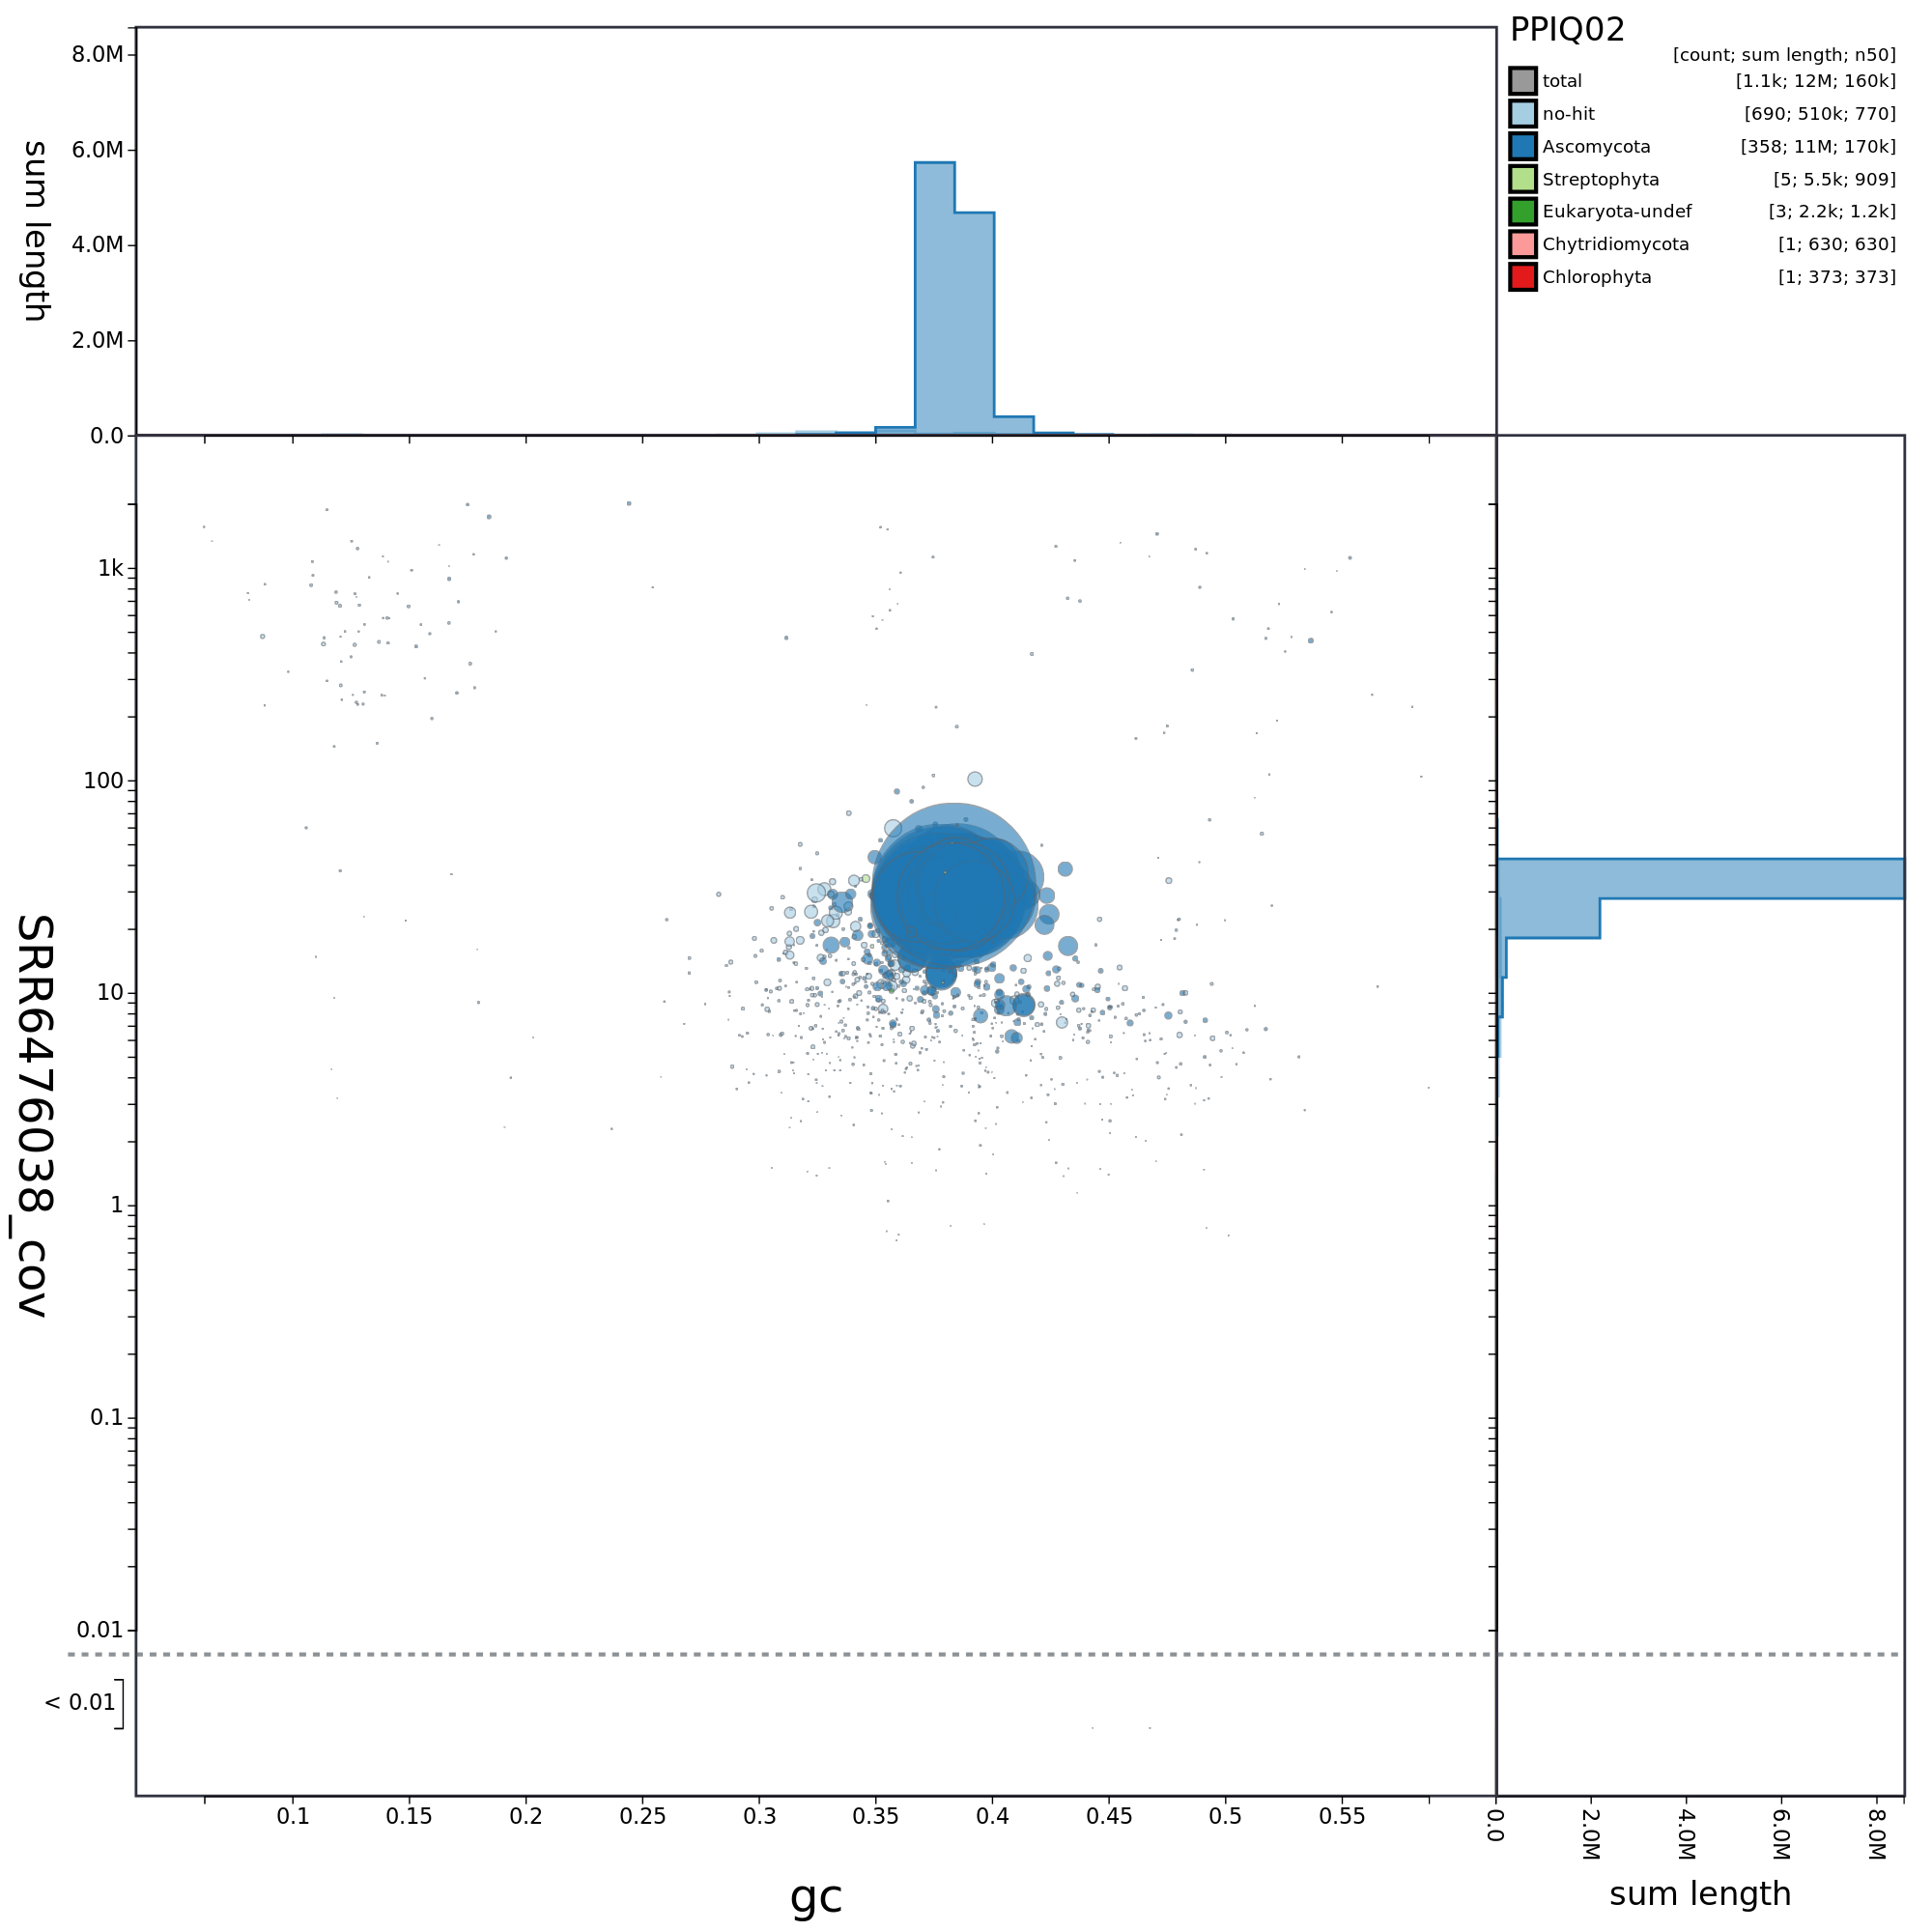 PPIQ02
[count; sum length; n50]
total [1.1k; 12M; 160k]
no-hit [690; 510k; 770]
Ascomycota [358; 11M; 170k]
Streptophyta [5; 5.5k; 909]
Eukaryota-undef [3; 2.2k; 1.2k]
Chytridiomycota [1; 630; 630]
Chlorophyta [1; 373; 373]
sum length
8.0M
6.0M
4.0M
2.0M
0.0
SRR6476038_cov
1k
100
10
1
0.1
0.01
< 0.01
0.1 0.15 0.2 0.25 0.3 0.35 0.4 0.45 0.5 0.55
gc
0.0 2.0M 4.0M 6.0M 8.0M
sum length